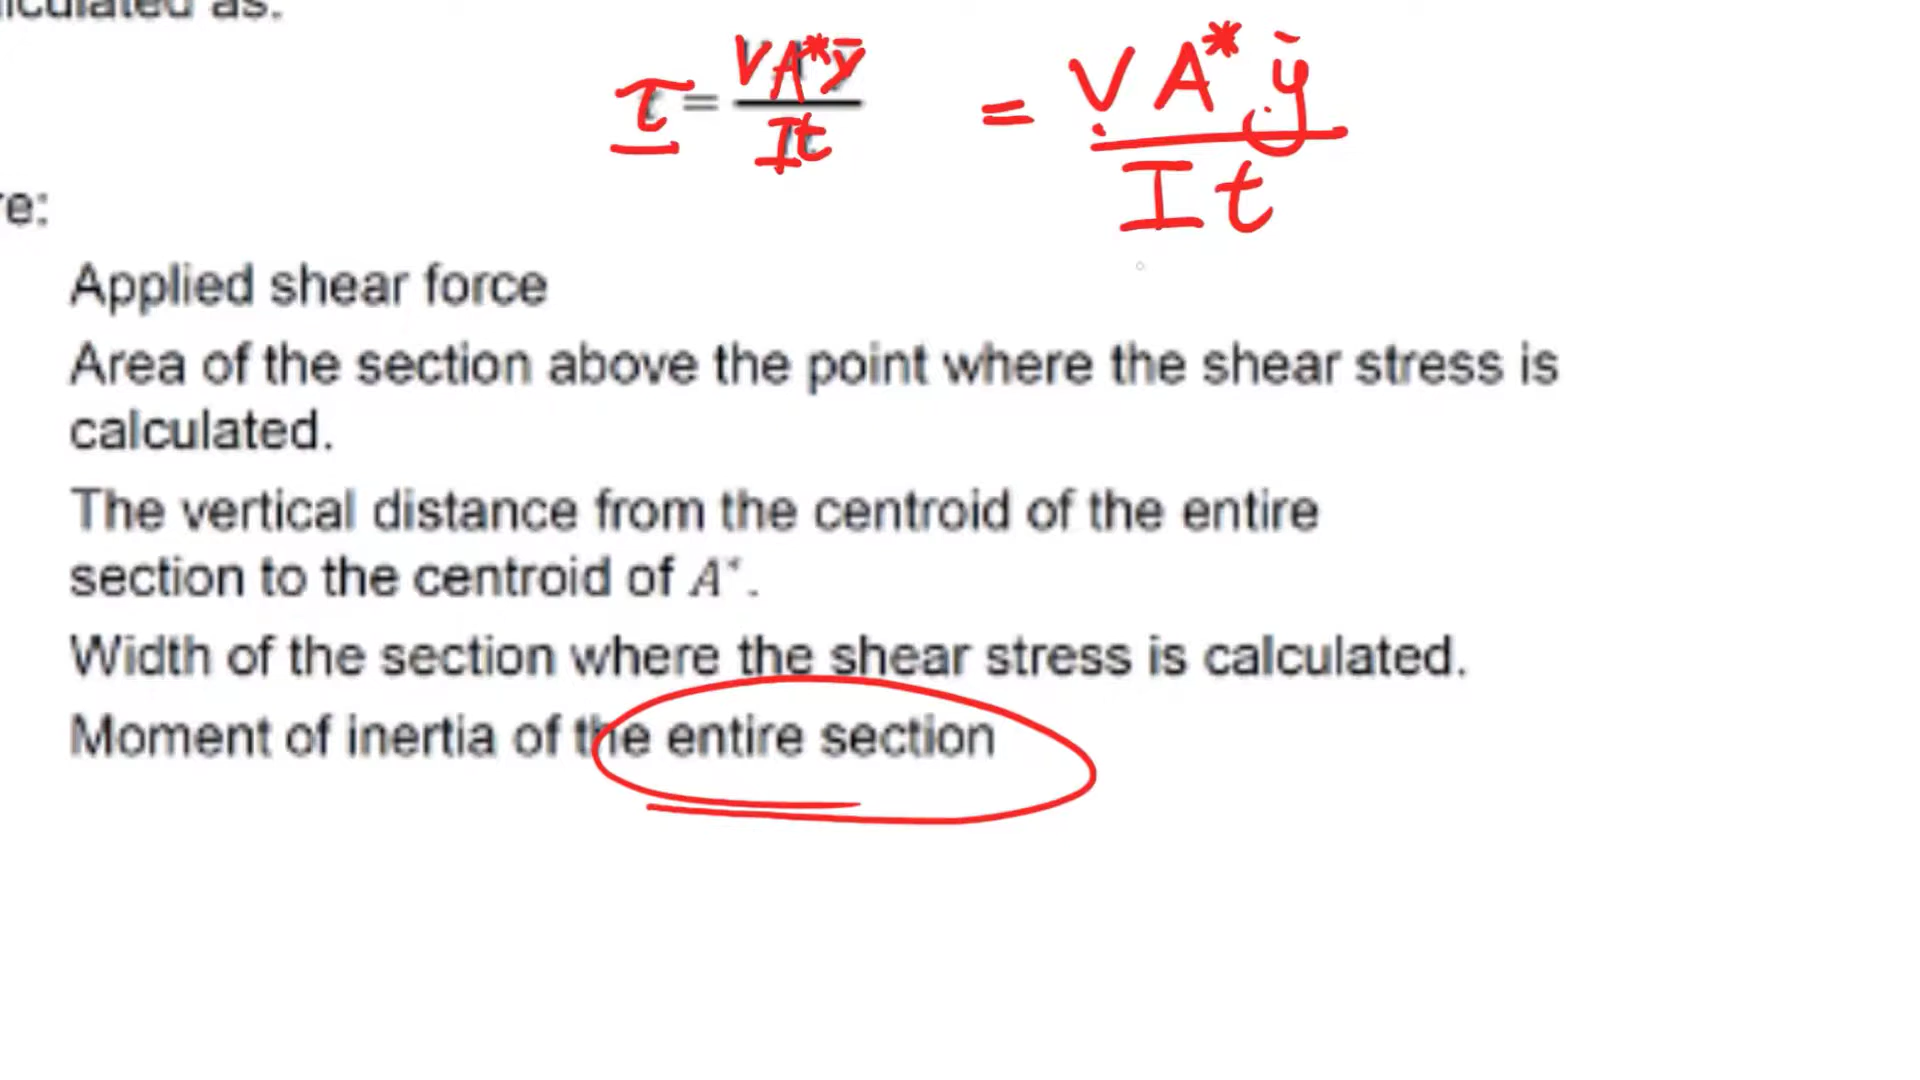 as:
τ = VA*ȳ / It = V A* ȳ / I t
re:
Applied shear force
Area of the section above the point where the shear stress is
calculated.
The vertical distance from the centroid of the entire
section to the centroid of A*.
Width of the section where the shear stress is calculated.
Moment of inertia of the entire section